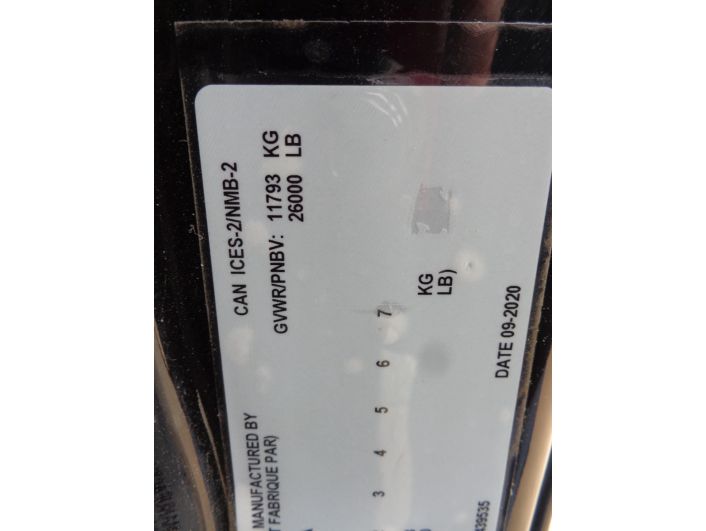 CAN ICES-2/NMB-2
GVWR/PNBV: 11793 KG
26000 LB
MANUFACTURED BY
T FABRIQUE PAR)
3 4 5 6 7
KG
LB)
DATE 09-2020
439535